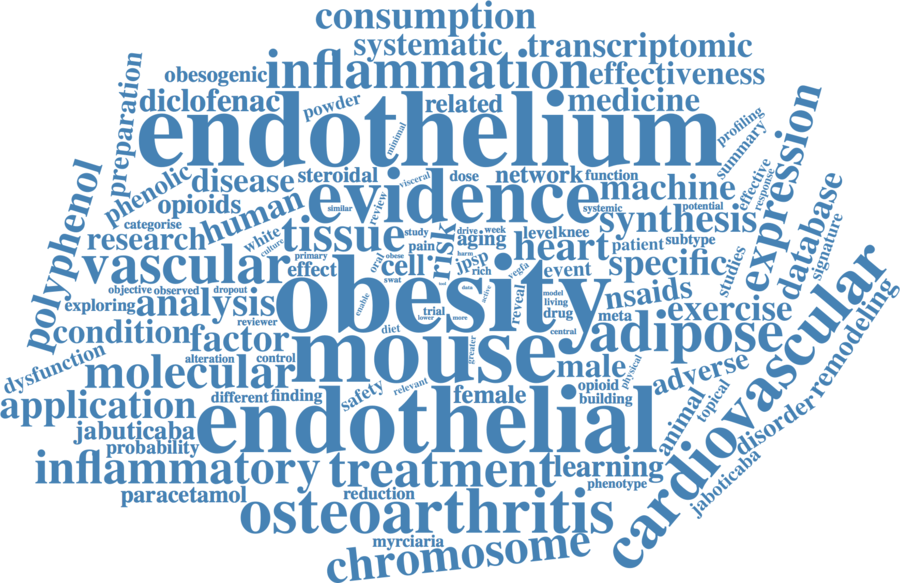 consumption
systematic
transcriptomic
inflammation
obesogenic
effectiveness
preparation
diclofenac
powder
related
medicine
endothelium
minimal
profiling
summary
expression
polyphenol
phenolic
disease
steroidal
visceral
dose
network
function
machine
effective
response
opioids
human
evidence
similar
review
systemic
potential
synthesis
database
signature
categorise
research
white
culture
tissue
study
pain
risk
drive
week
aging
level
knee
heart
patient
subtype
studies
vascular
primary
effect
oral
obese
cell
swat
harm
jpsp
rich
vegfa
event
specific
objective
observed
dropout
exploring
analysis
obesity
enable
tool
data
active
reveal
model
living
drug
nsaids
meta
exercise
condition
reviewer
factor
diet
trial
lower
more
central
adipose
cardiovascular
remodeling
dysfunction
alteration
control
mouse
greater
male
physical
molecular
adverse
application
different
finding
safety
relevant
female
opioid
building
animal
topical
disorder
jabuticaba
probability
endothelial
jaboticaba
inflammatory
treatment
learning
phenotype
paracetamol
reduction
osteoarthritis
myrciaria
chromosome